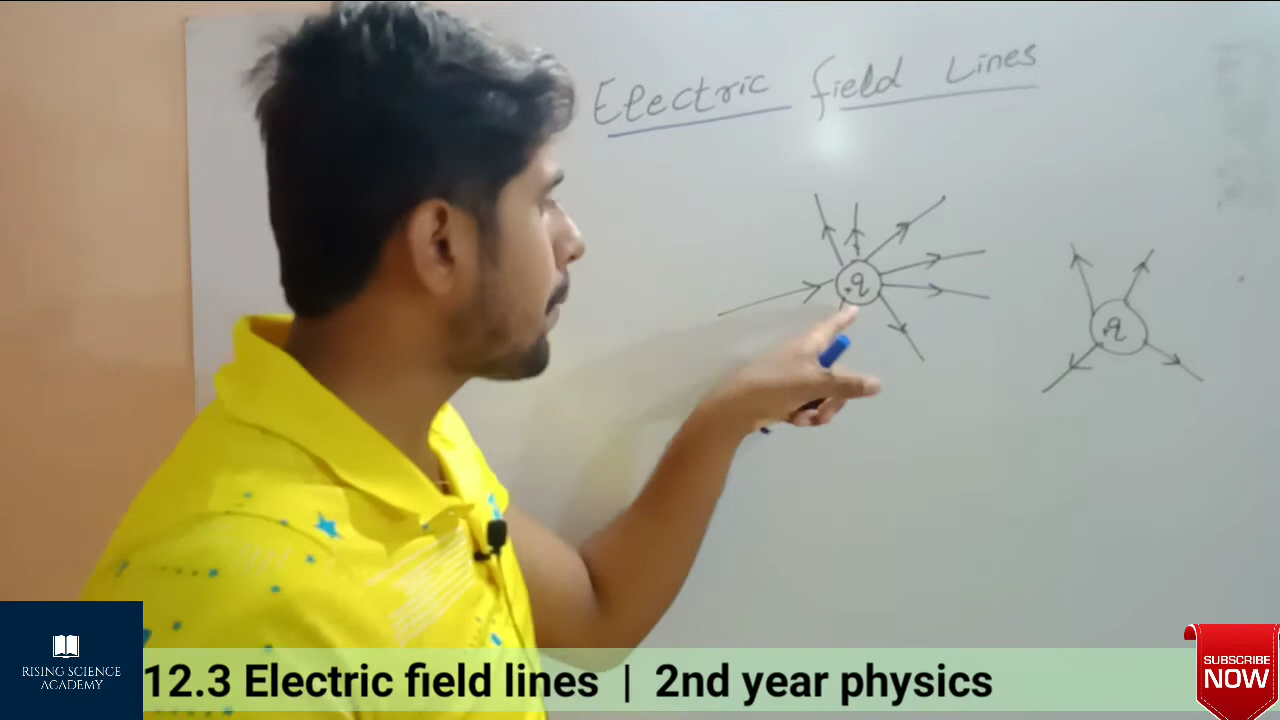 Electric field Lines
q
q
RISING SCIENCE
ACADEMY
12.3 Electric field lines | 2nd year physics
SUBSCRIBE
NOW